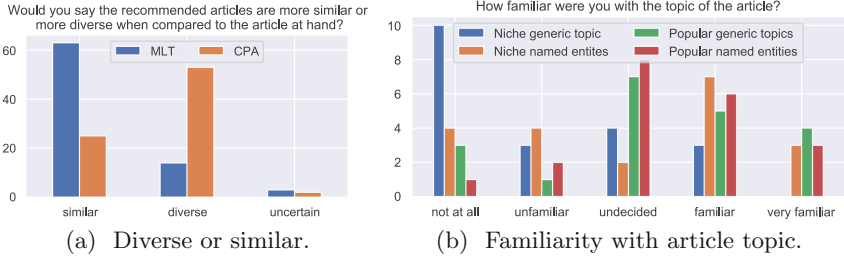 Would you say the recommended articles are more similar or
more diverse when compared to the article at hand?
MLT
CPA
60
40
20
0
similar
diverse
uncertain
(a) Diverse or similar.
How familiar were you with the topic of the article?
Niche generic topic
Popular generic topics
Niche named entites
Popular named entities
10
8
6
4
2
0
not at all
unfamiliar
undecided
familiar
very familiar
(b) Familiarity with article topic.